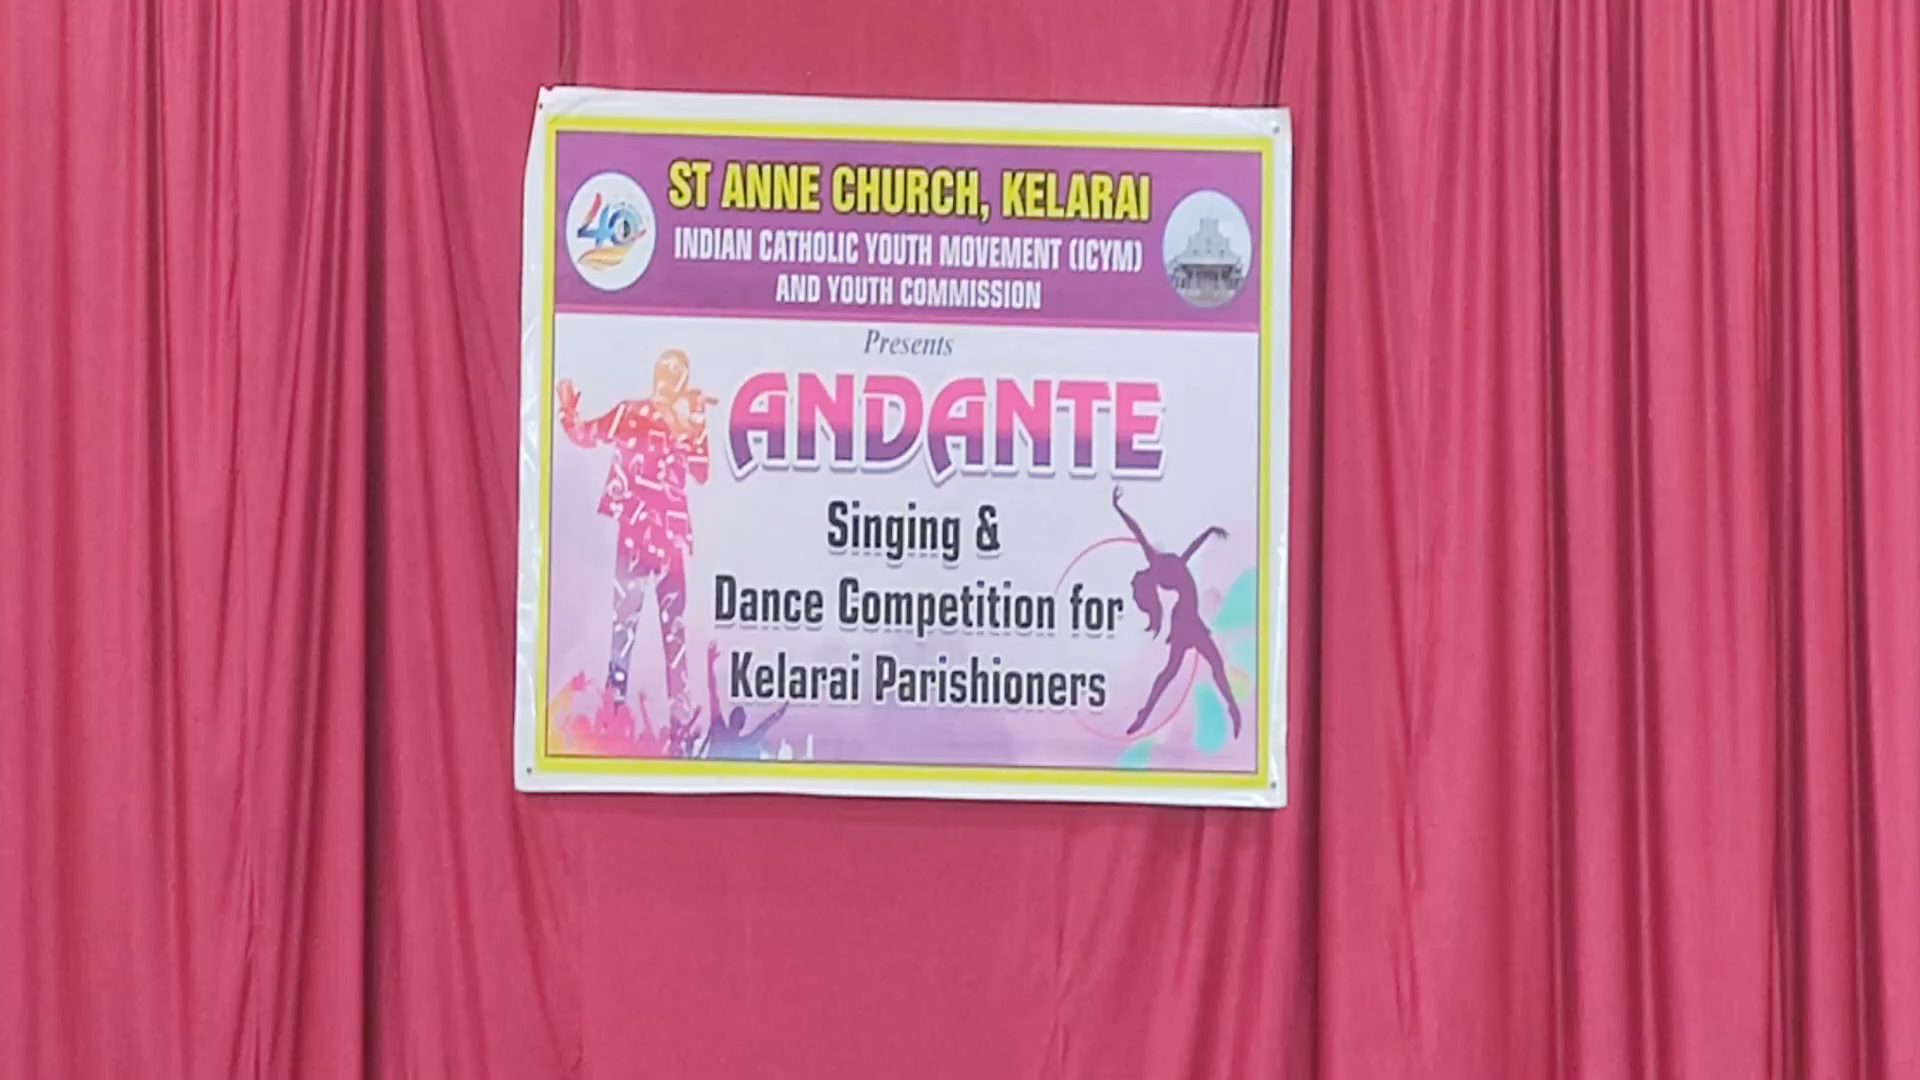 ST ANNE CHURCH, KELARAI
INDIAN CATHOLIC YOUTH MOVEMENT (ICYM)
AND YOUTH COMMISSION
Presents
ANDANTE
Singing &
Dance Competition for
Kelarai Parishioners
40